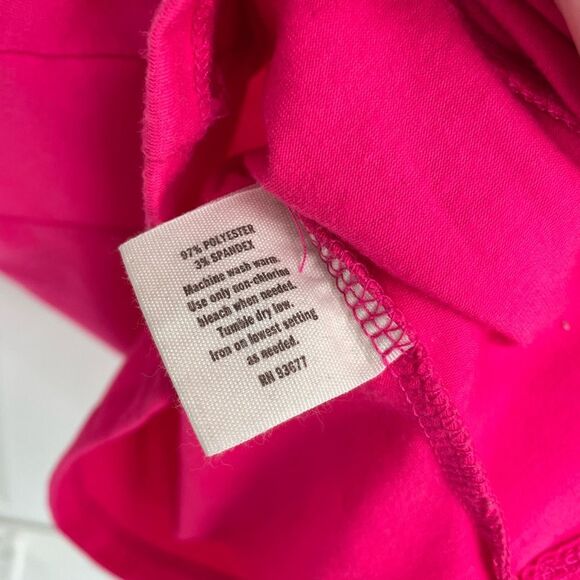 97% POLYESTER
3% SPANDEX
Machine wash warm.
Use only non-chlorine
bleach when needed.
Tumble dry low.
Iron on lowest setting
as needed.
RN 93677